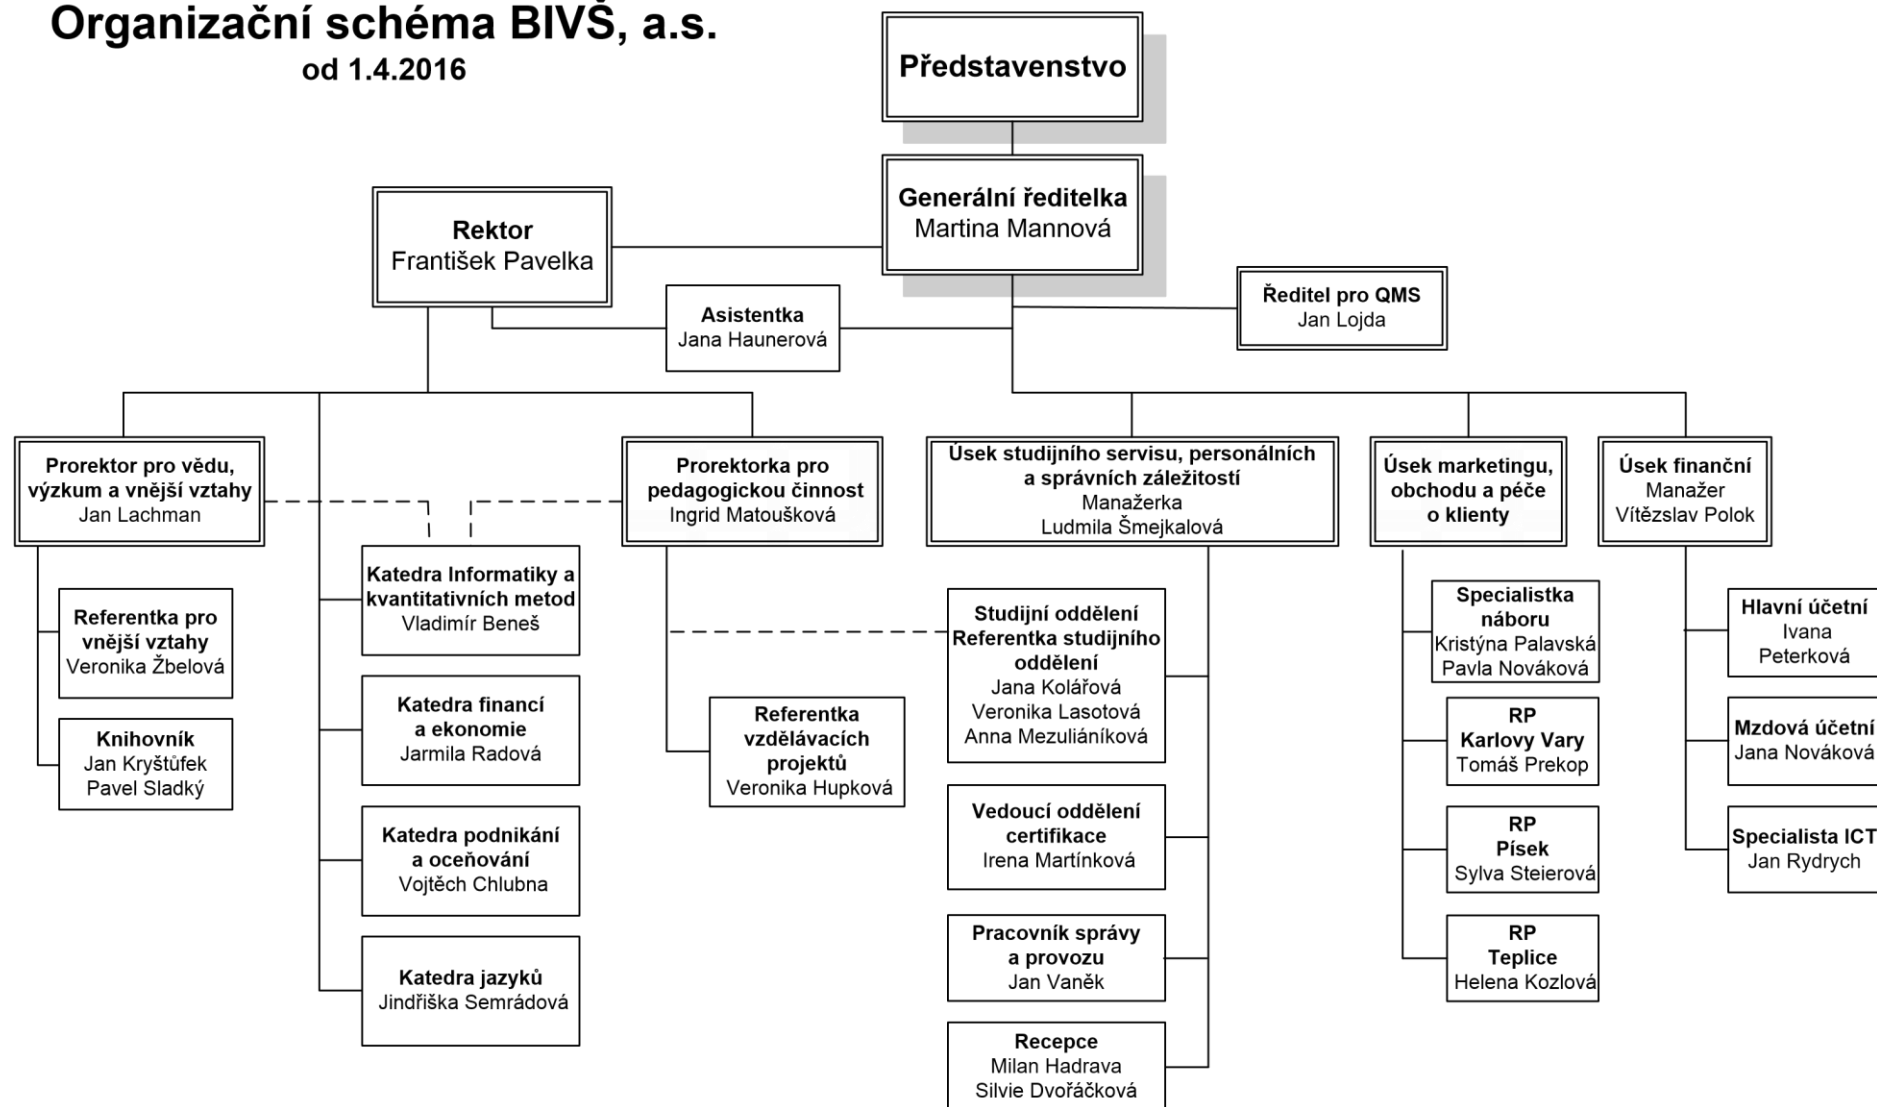 Organizační schéma BIVŠ, a.s.
od 1.4.2016
Představenstvo
Generální ředitelka
Martina Mannová
Rektor
František Pavelka
Asistentka
Jana Haunerová
Ředitel pro QMS
Jan Lojda
Prorektor pro vědu,
výzkum a vnější vztahy
Jan Lachman
Prorektorka pro
pedagogickou činnost
Ingrid Matoušková
Úsek studijního servisu, personálních
a správních záležitostí
Manažerka
Ludmila Šmejkalová
Úsek marketingu,
obchodu a péče
o klienty
Úsek finanční
Manažer
Vítězslav Polok
Referentka pro
vnější vztahy
Veronika Žbelová
Knihovník
Jan Kryštůfek
Pavel Sladký
Katedra Informatiky a
kvantitativních metod
Vladimír Beneš
Katedra financí
a ekonomie
Jarmila Radová
Katedra podnikání
a oceňování
Vojtěch Chlubna
Katedra jazyků
Jindřiška Semrádová
Referentka
vzdělávacích
projektů
Veronika Hupková
Studijní oddělení
Referentka studijního
oddělení
Jana Kolářová
Veronika Lasotová
Anna Mezuliáníková
Vedoucí oddělení
certifikace
Irena Martínková
Pracovník správy
a provozu
Jan Vaněk
Recepce
Milan Hadrava
Silvie Dvořáčková
Specialistka
náboru
Kristýna Palavská
Pavla Nováková
RP
Karlovy Vary
Tomáš Prekop
RP
Písek
Sylva Steierová
RP
Teplice
Helena Kozlová
Hlavní účetní
Ivana
Peterková
Mzdová účetní
Jana Nováková
Specialista ICT
Jan Rydrych